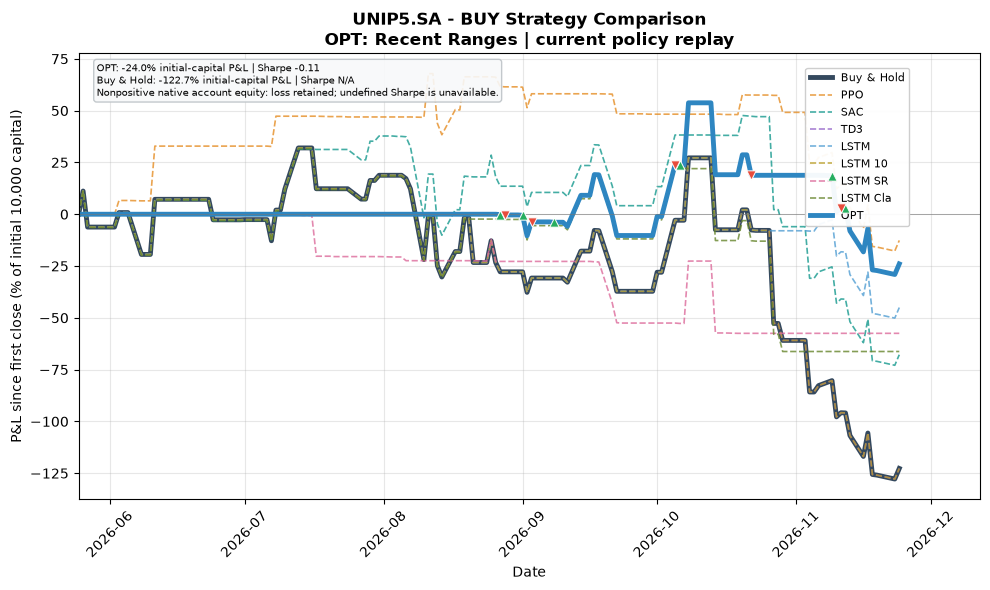 UNIP5.SA - BUY Strategy Comparison
OPT: Recent Ranges | current policy replay
OPT: -24.0% initial-capital P&L | Sharpe -0.11
Buy & Hold: -122.7% initial-capital P&L | Sharpe N/A
Nonpositive native account equity: loss retained; undefined Sharpe is unavailable.
Buy & Hold
PPO
SAC
TD3
LSTM
LSTM 10
LSTM SR
LSTM Cla
OPT
P&L since first close (% of initial 10,000 capital)
75
50
25
0
−25
−50
−75
−100
−125
2026-06
2026-07
2026-08
2026-09
2026-10
2026-11
2026-12
Date